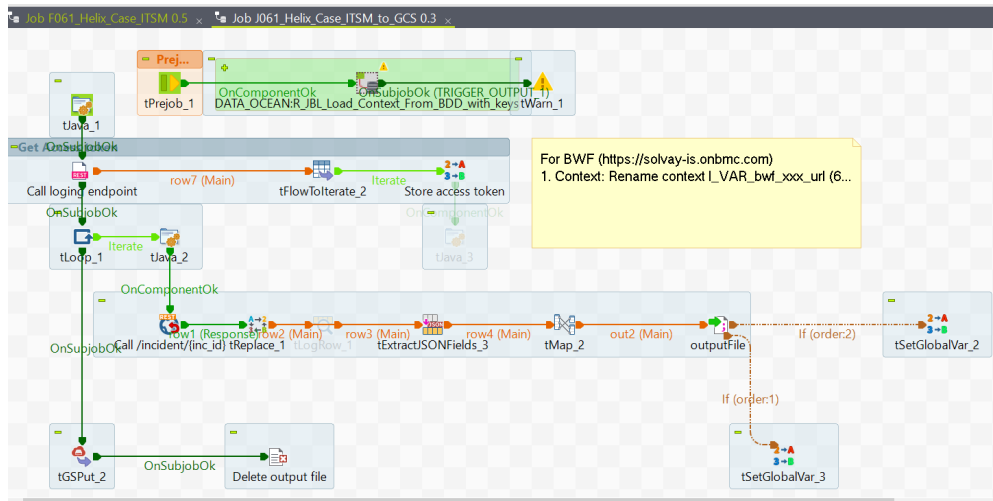 Job F061_Helix_Case_ITSM 0.5
Job J061_Helix_Case_ITSM_to_GCS 0.3
Prej...
tPrejob_1
OnComponentOk
OnSubjobOk (TRIGGER_OUTPUT_1)
DATA_OCEAN:R_JBL_Load_Context_From_BDD_with_keys
tWarn_1
tJava_1
OnSubjobOk
Call loging endpoint
row7 (Main)
tFlowToIterate_2
Iterate
Store access token
OnSubjobOk
OnComponentOk
tLoop_1
Iterate
tJava_2
tJava_3
For BWF (https://solvay-is.onbmc.com)
1. Context: Rename context l_VAR_bwf_xxx_url (6...
OnComponentOk
Call /incident/{inc_id}
row1 (Response)
tReplace_1
row2 (Main)
tLogRow_1
row3 (Main)
tExtractJSONFields_3
row4 (Main)
tMap_2
out2 (Main)
outputFile
If (order:2)
tSetGlobalVar_2
OnSubjobOk
If (order:1)
tSetGlobalVar_3
tGSPut_2
OnSubjobOk
Delete output file